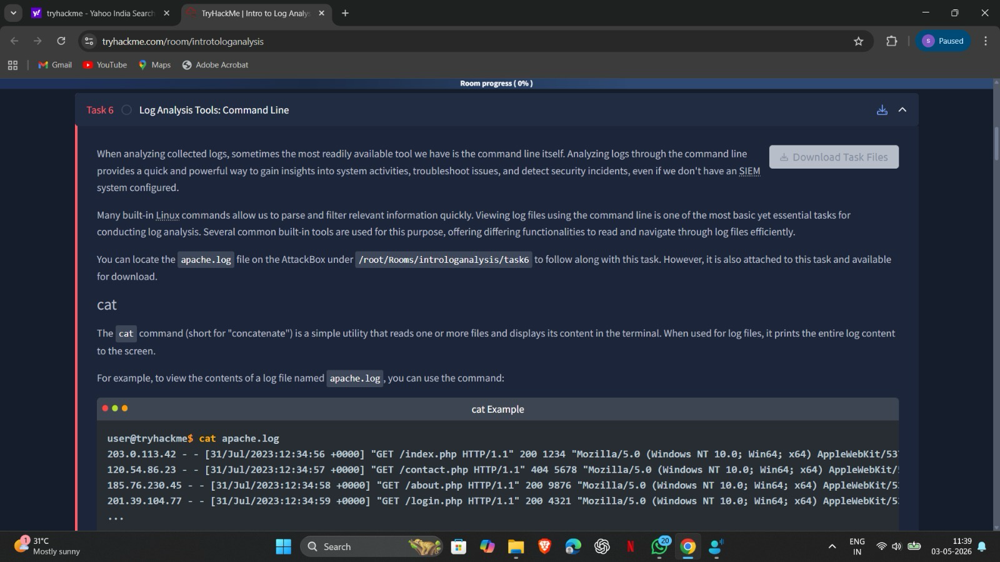 tryhackme - Yahoo India Search
TryHackMe | Intro to Log Analys
tryhackme.com/room/introtologanalysis
S Paused
Gmail YouTube Maps Adobe Acrobat
Room progress ( 0% )
Task 6 Log Analysis Tools: Command Line
When analyzing collected logs, sometimes the most readily available tool we have is the command line itself. Analyzing logs through the command line
provides a quick and powerful way to gain insights into system activities, troubleshoot issues, and detect security incidents, even if we don't have an SIEM
system configured.
Download Task Files
Many built-in Linux commands allow us to parse and filter relevant information quickly. Viewing log files using the command line is one of the most basic yet essential tasks for
conducting log analysis. Several common built-in tools are used for this purpose, offering differing functionalities to read and navigate through log files efficiently.
You can locate the apache.log file on the AttackBox under /root/Rooms/introloganalysis/task6 to follow along with this task. However, it is also attached to this task and available
for download.
cat
The cat command (short for "concatenate") is a simple utility that reads one or more files and displays its content in the terminal. When used for log files, it prints the entire log content
to the screen.
For example, to view the contents of a log file named apache.log, you can use the command:
cat Example
user@tryhackme$ cat apache.log
203.0.113.42 - - [31/Jul/2023:12:34:56 +0000] "GET /index.php HTTP/1.1" 200 1234 "Mozilla/5.0 (Windows NT 10.0; Win64; x64) AppleWebKit/53
120.54.86.23 - - [31/Jul/2023:12:34:57 +0000] "GET /contact.php HTTP/1.1" 404 5678 "Mozilla/5.0 (Windows NT 10.0; Win64; x64) AppleWebKit/
185.76.230.45 - - [31/Jul/2023:12:34:58 +0000] "GET /about.php HTTP/1.1" 200 9876 "Mozilla/5.0 (Windows NT 10.0; Win64; x64) AppleWebKit/5
201.39.104.77 - - [31/Jul/2023:12:34:59 +0000] "GET /login.php HTTP/1.1" 200 4321 "Mozilla/5.0 (Windows NT 10.0; Win64; x64) AppleWebKit/5
...
1
31°C
Mostly sunny
Search
20
ENG
IN
11:39
03-05-2026